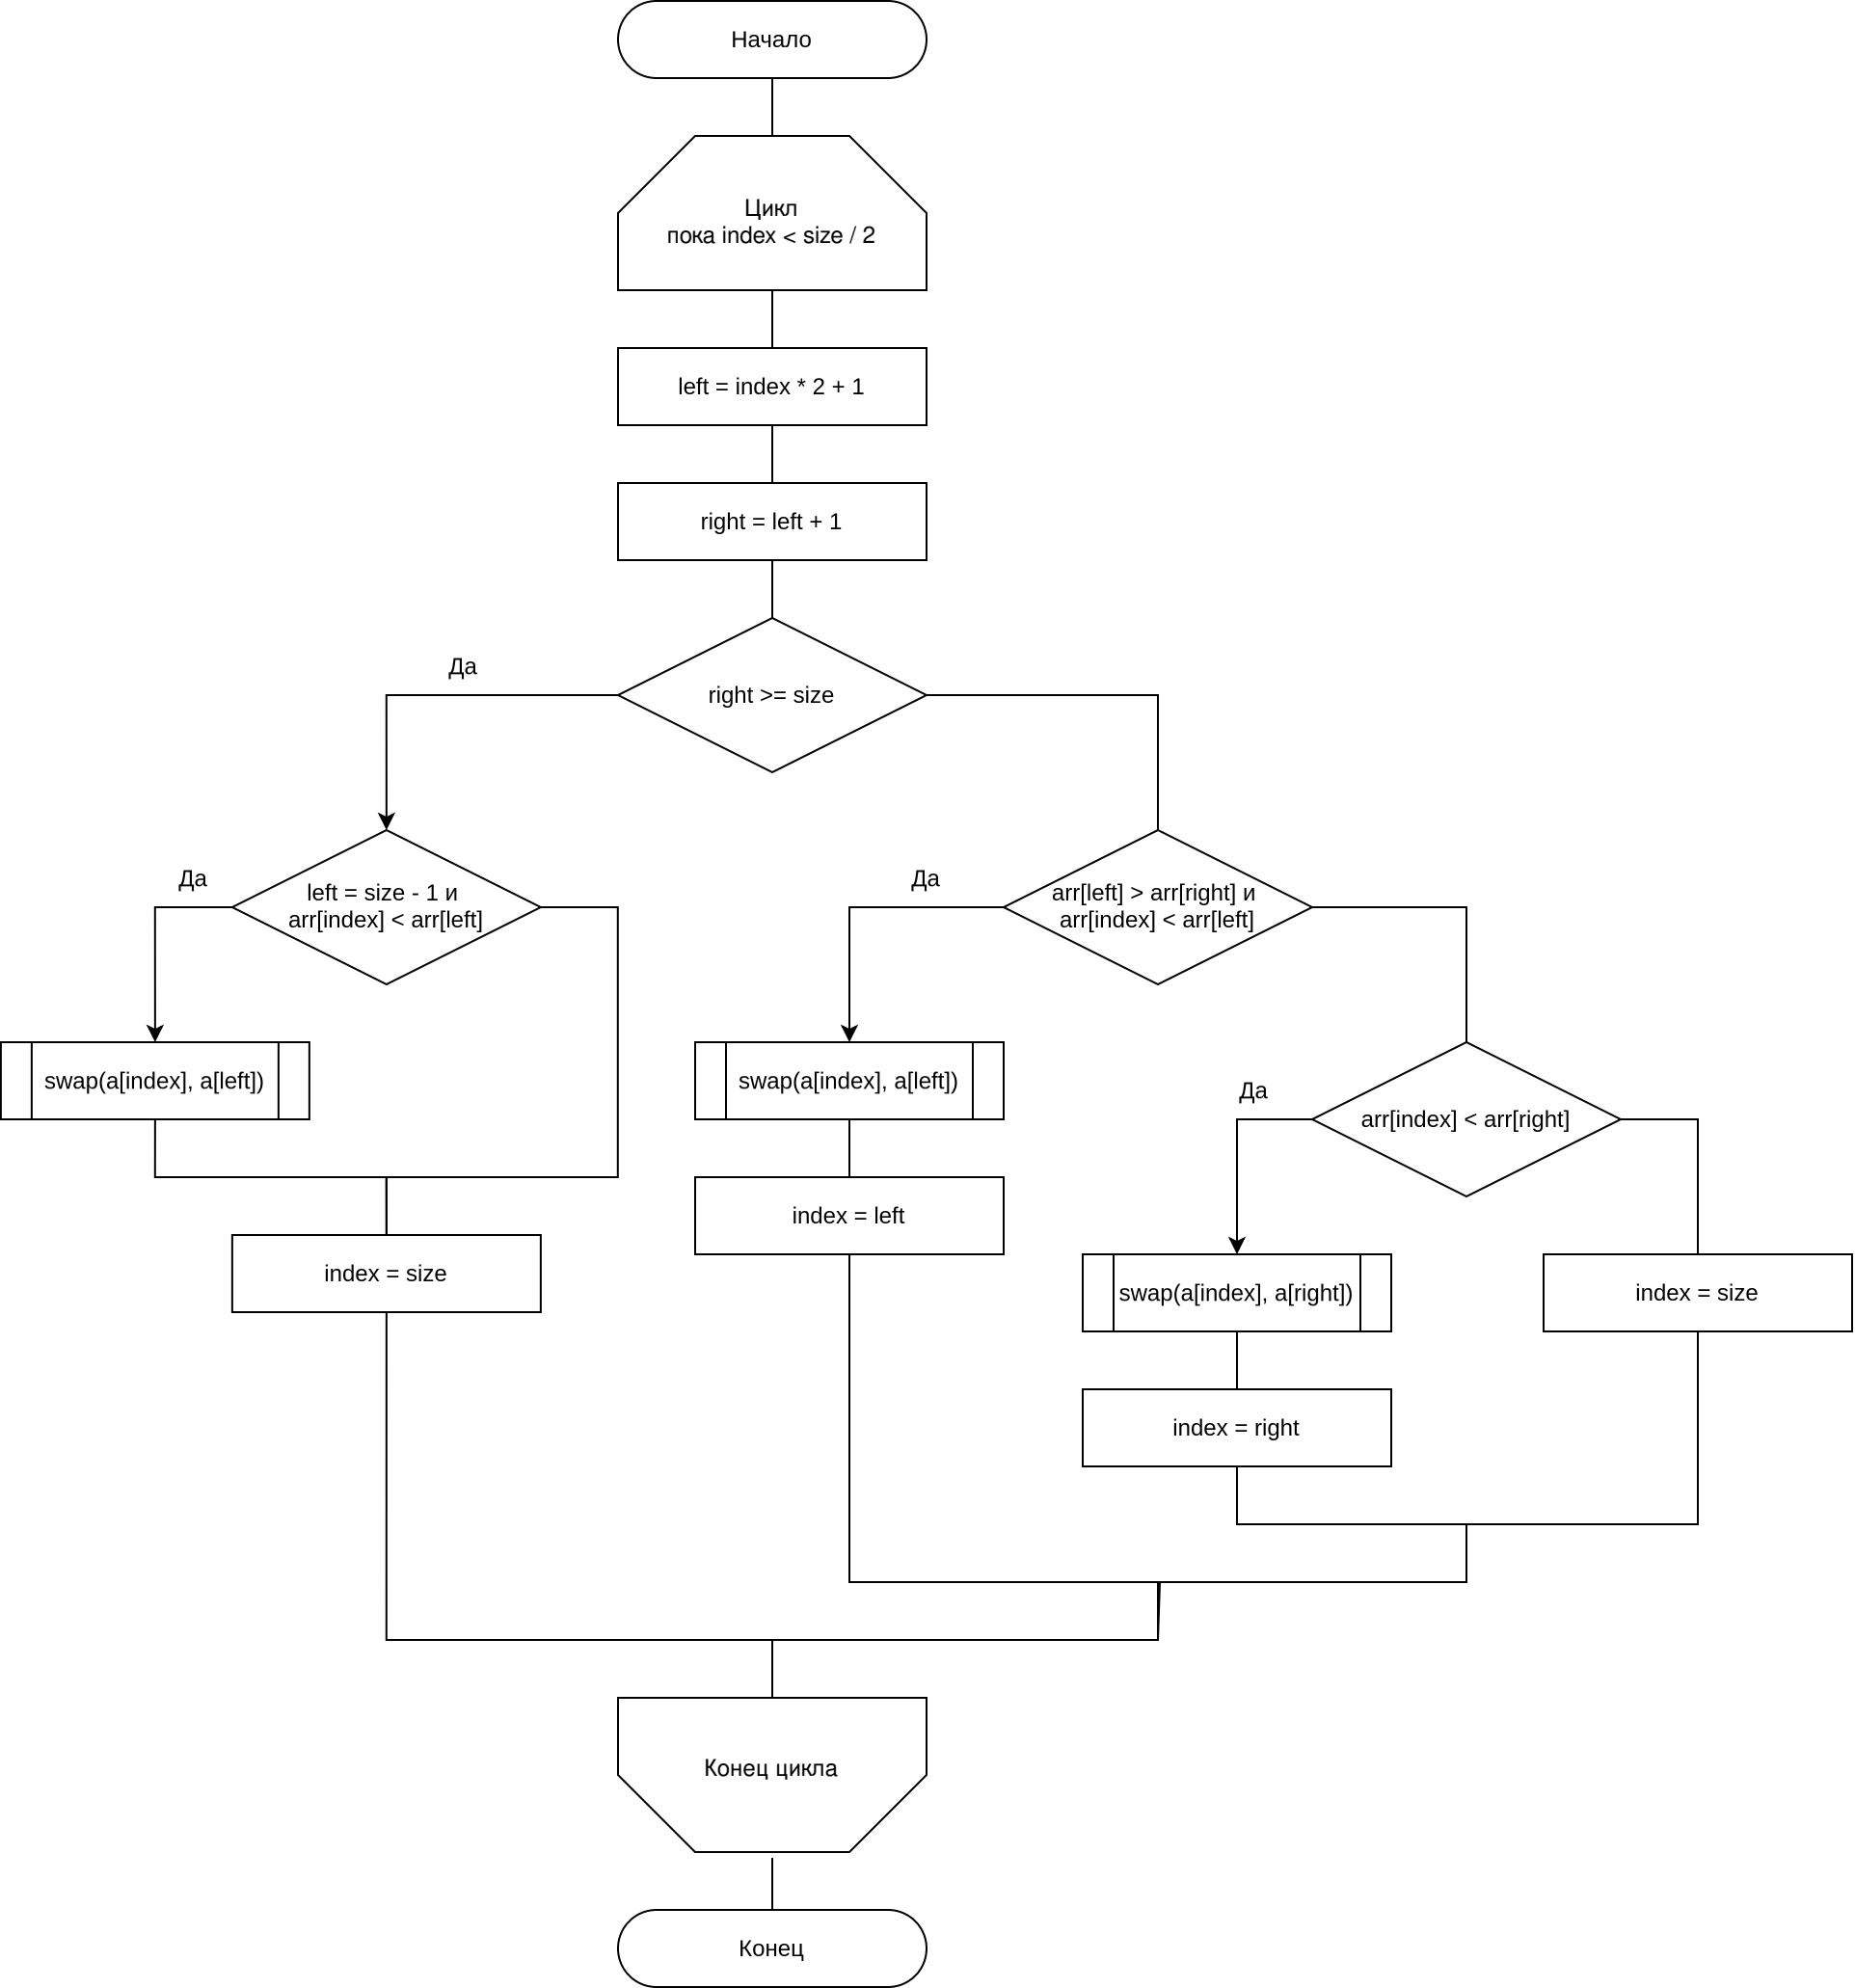 Начало
Цикл
пока index < size / 2
left = index * 2 + 1
right = left + 1
Да
right >= size
Да
left = size - 1 и
arr[index] < arr[left]
Да
arr[left] > arr[right] и
arr[index] < arr[left]
swap(a[index], a[left])
swap(a[index], a[left])
Да
arr[index] < arr[right]
index = left
index = size
swap(a[index], a[right])
index = size
index = right
Конец цикла
Конец